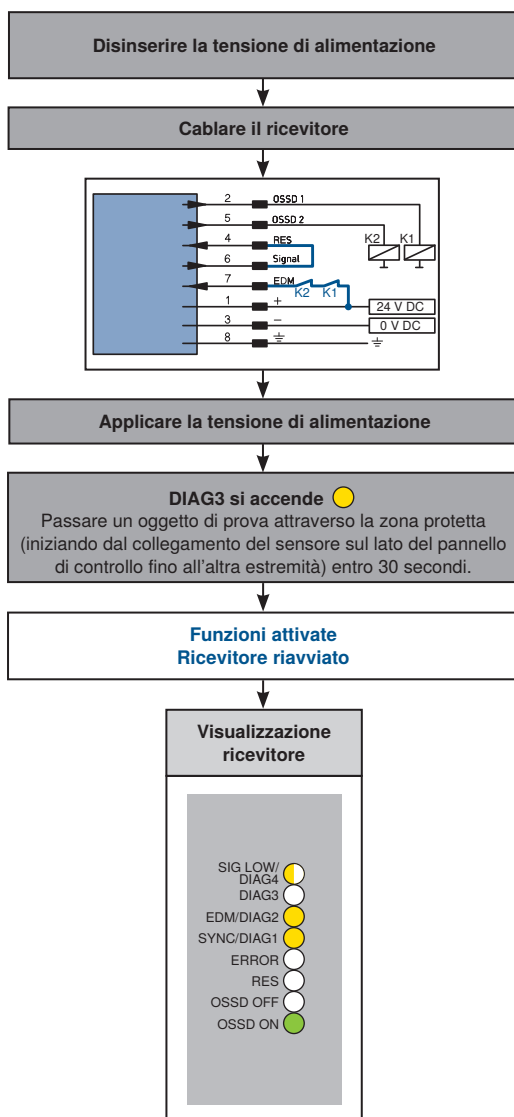 Disinserire la tensione di alimentazione
Cablare il ricevitore
2 OSSD 1
5 OSSD 2
4 RES
K2 K1
6 Signal
7 EDM
K2 K1
1 +
24 V DC
3 –
0 V DC
8
Applicare la tensione di alimentazione
DIAG3 si accende
Passare un oggetto di prova attraverso la zona protetta
(iniziando dal collegamento del sensore sul lato del pannello
di controllo fino all'altra estremità) entro 30 secondi.
Funzioni attivate
Ricevitore riavviato
Visualizzazione
ricevitore
SIG LOW/
DIAG4
DIAG3
EDM/DIAG2
SYNC/DIAG1
ERROR
RES
OSSD OFF
OSSD ON